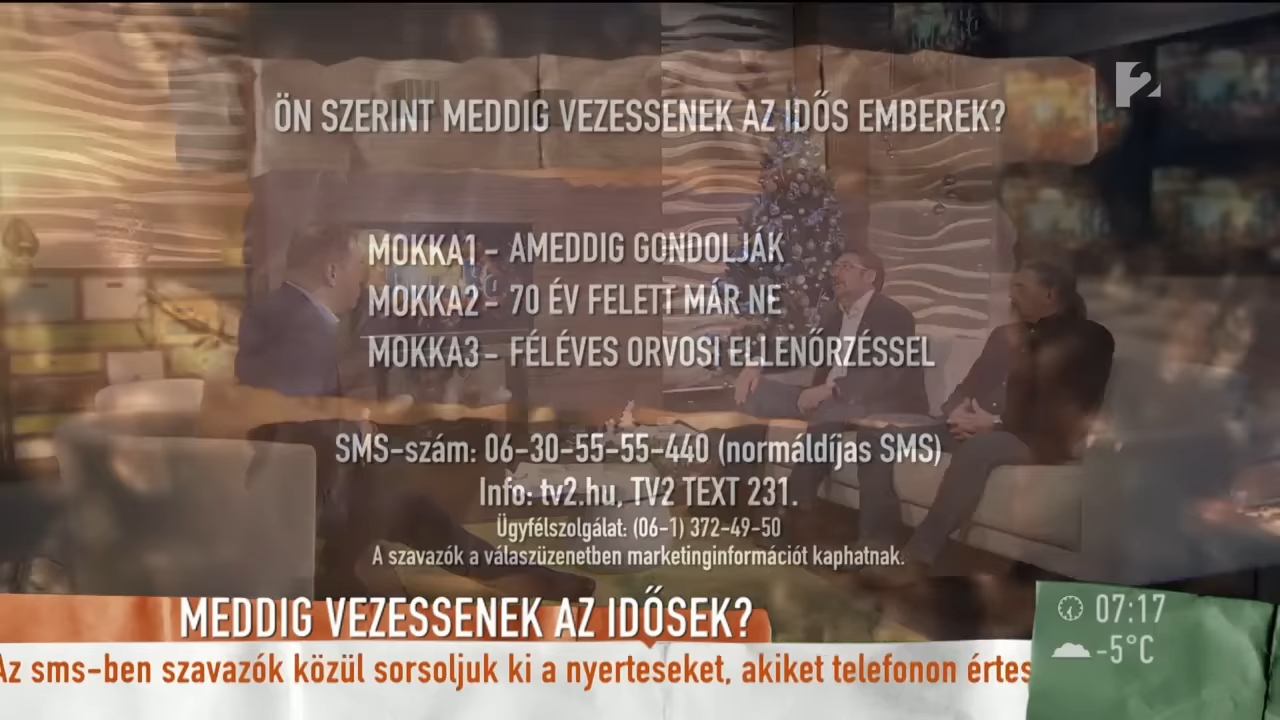 2
ÖN SZERINT MEDDIG VEZESSENEK AZ IDŐS EMBEREK?
MOKKA1 - AMEDDIG GONDOLJÁK
MOKKA2 - 70 ÉV FELETT MÁR NE
MOKKA3 - FÉLÉVES ORVOSI ELLENŐRZÉSSEL
SMS-szám: 06-30-55-55-440 (normáldíjas SMS)
Info: tv2.hu, TV2 TEXT 231.
Ügyfélszolgálat: (06-1) 372-49-50
A szavazók a válaszüzenetben marketinginformációt kaphatnak.
MEDDIG VEZESSENEK AZ IDŐSEK?
07:17
-5°C
Az sms-ben szavazók közül sorsoljuk ki a nyerteseket, akiket telefonon értes